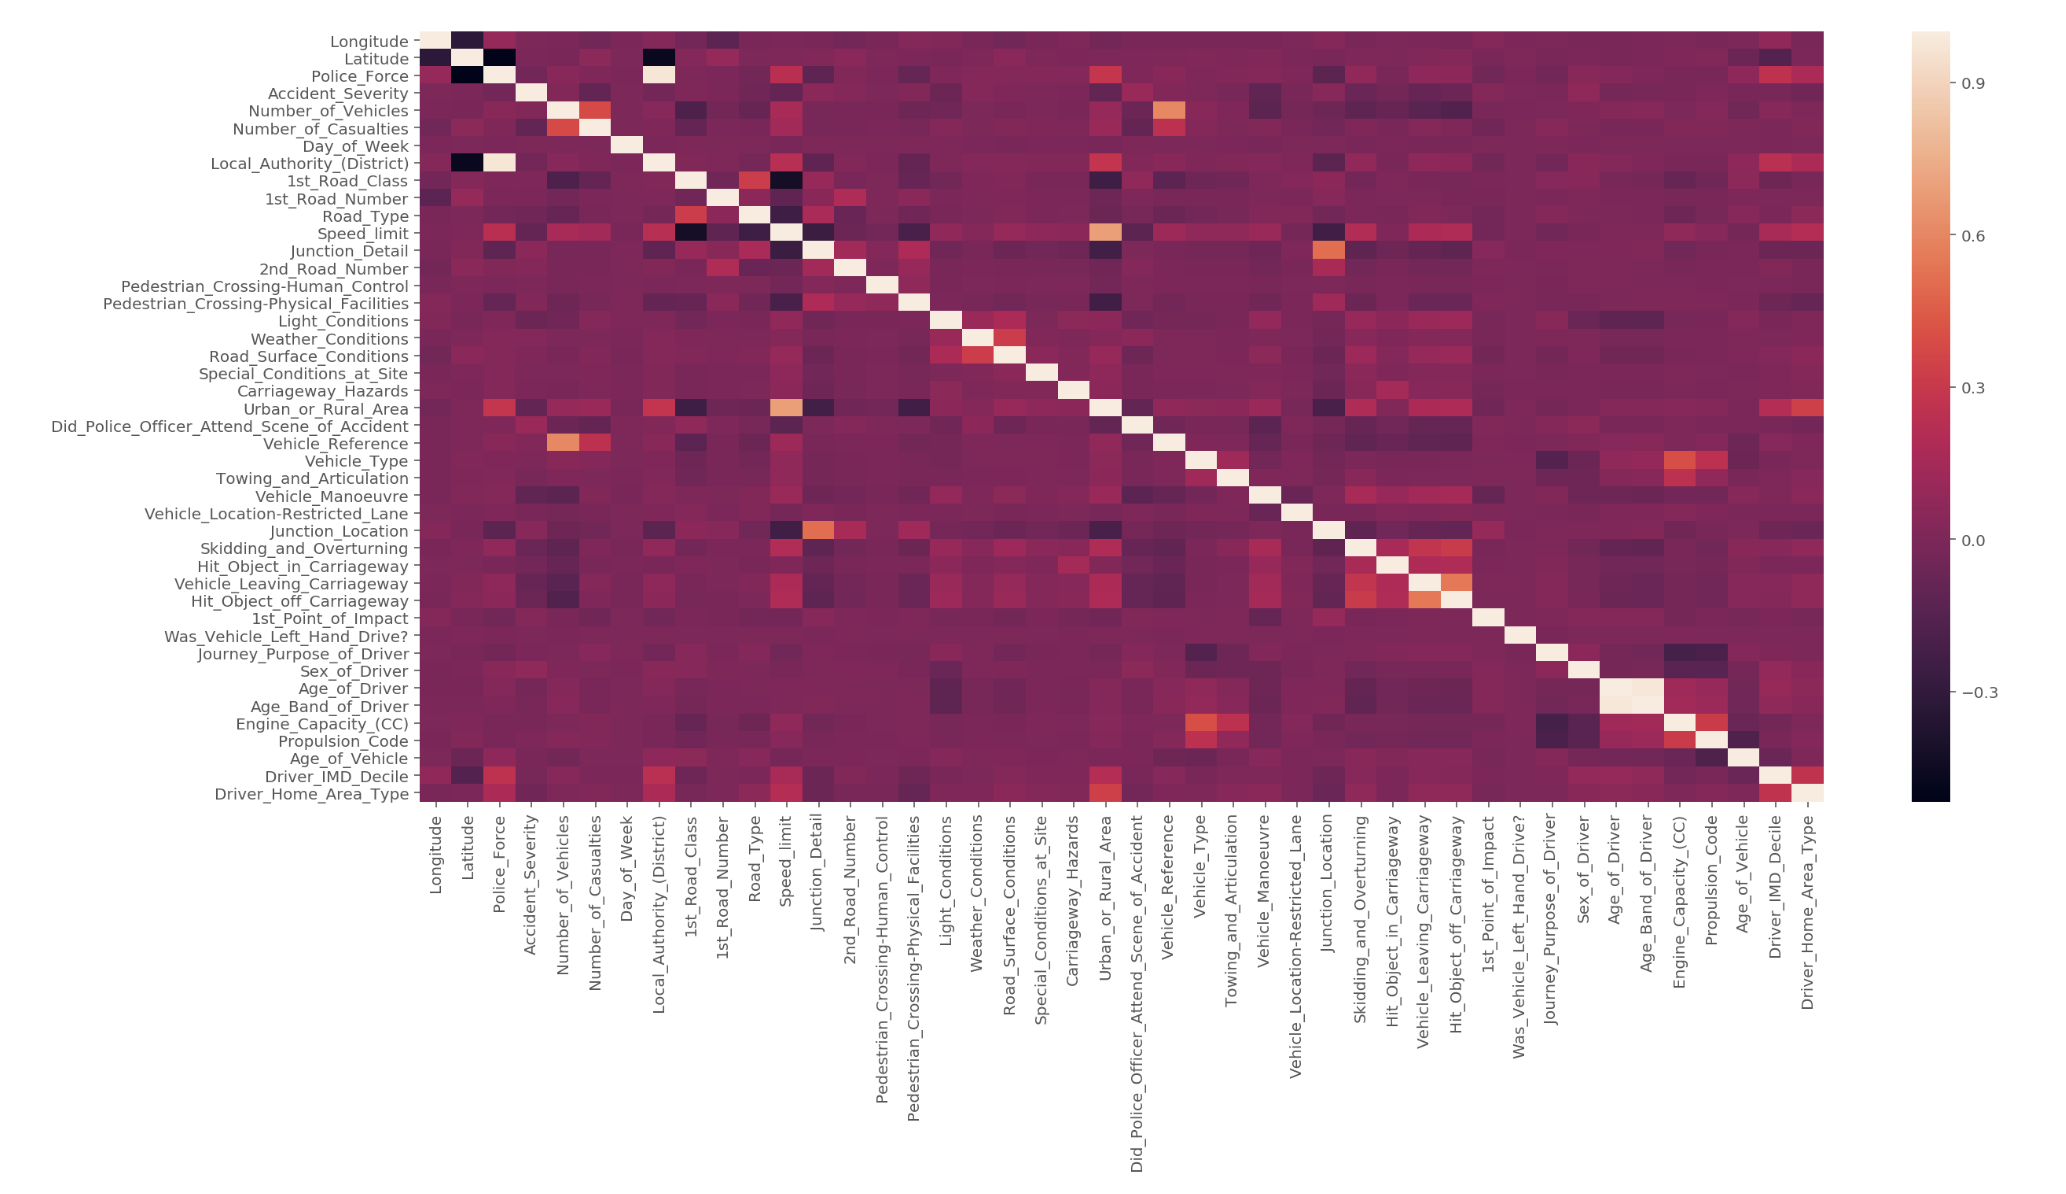 Longitude
Latitude
Police_Force
Accident_Severity
Number_of_Vehicles
Number_of_Casualties
Day_of_Week
Local_Authority_(District)
1st_Road_Class
1st_Road_Number
Road_Type
Speed_limit
Junction_Detail
2nd_Road_Number
Pedestrian_Crossing-Human_Control
Pedestrian_Crossing-Physical_Facilities
Light_Conditions
Weather_Conditions
Road_Surface_Conditions
Special_Conditions_at_Site
Carriageway_Hazards
Urban_or_Rural_Area
Did_Police_Officer_Attend_Scene_of_Accident
Vehicle_Reference
Vehicle_Type
Towing_and_Articulation
Vehicle_Manoeuvre
Vehicle_Location-Restricted_Lane
Junction_Location
Skidding_and_Overturning
Hit_Object_in_Carriageway
Vehicle_Leaving_Carriageway
Hit_Object_off_Carriageway
1st_Point_of_Impact
Was_Vehicle_Left_Hand_Drive?
Journey_Purpose_of_Driver
Sex_of_Driver
Age_of_Driver
Age_Band_of_Driver
Engine_Capacity_(CC)
Propulsion_Code
Age_of_Vehicle
Driver_IMD_Decile
Driver_Home_Area_Type
Longitude
Latitude
Police_Force
Accident_Severity
Number_of_Vehicles
Number_of_Casualties
Day_of_Week
Local_Authority_(District)
1st_Road_Class
1st_Road_Number
Road_Type
Speed_limit
Junction_Detail
2nd_Road_Number
Pedestrian_Crossing-Human_Control
Pedestrian_Crossing-Physical_Facilities
Light_Conditions
Weather_Conditions
Road_Surface_Conditions
Special_Conditions_at_Site
Carriageway_Hazards
Urban_or_Rural_Area
Did_Police_Officer_Attend_Scene_of_Accident
Vehicle_Reference
Vehicle_Type
Towing_and_Articulation
Vehicle_Manoeuvre
Vehicle_Location-Restricted_Lane
Junction_Location
Skidding_and_Overturning
Hit_Object_in_Carriageway
Vehicle_Leaving_Carriageway
Hit_Object_off_Carriageway
1st_Point_of_Impact
Was_Vehicle_Left_Hand_Drive?
Journey_Purpose_of_Driver
Sex_of_Driver
Age_of_Driver
Age_Band_of_Driver
Engine_Capacity_(CC)
Propulsion_Code
Age_of_Vehicle
Driver_IMD_Decile
Driver_Home_Area_Type
0.9
0.6
0.3
0.0
−0.3